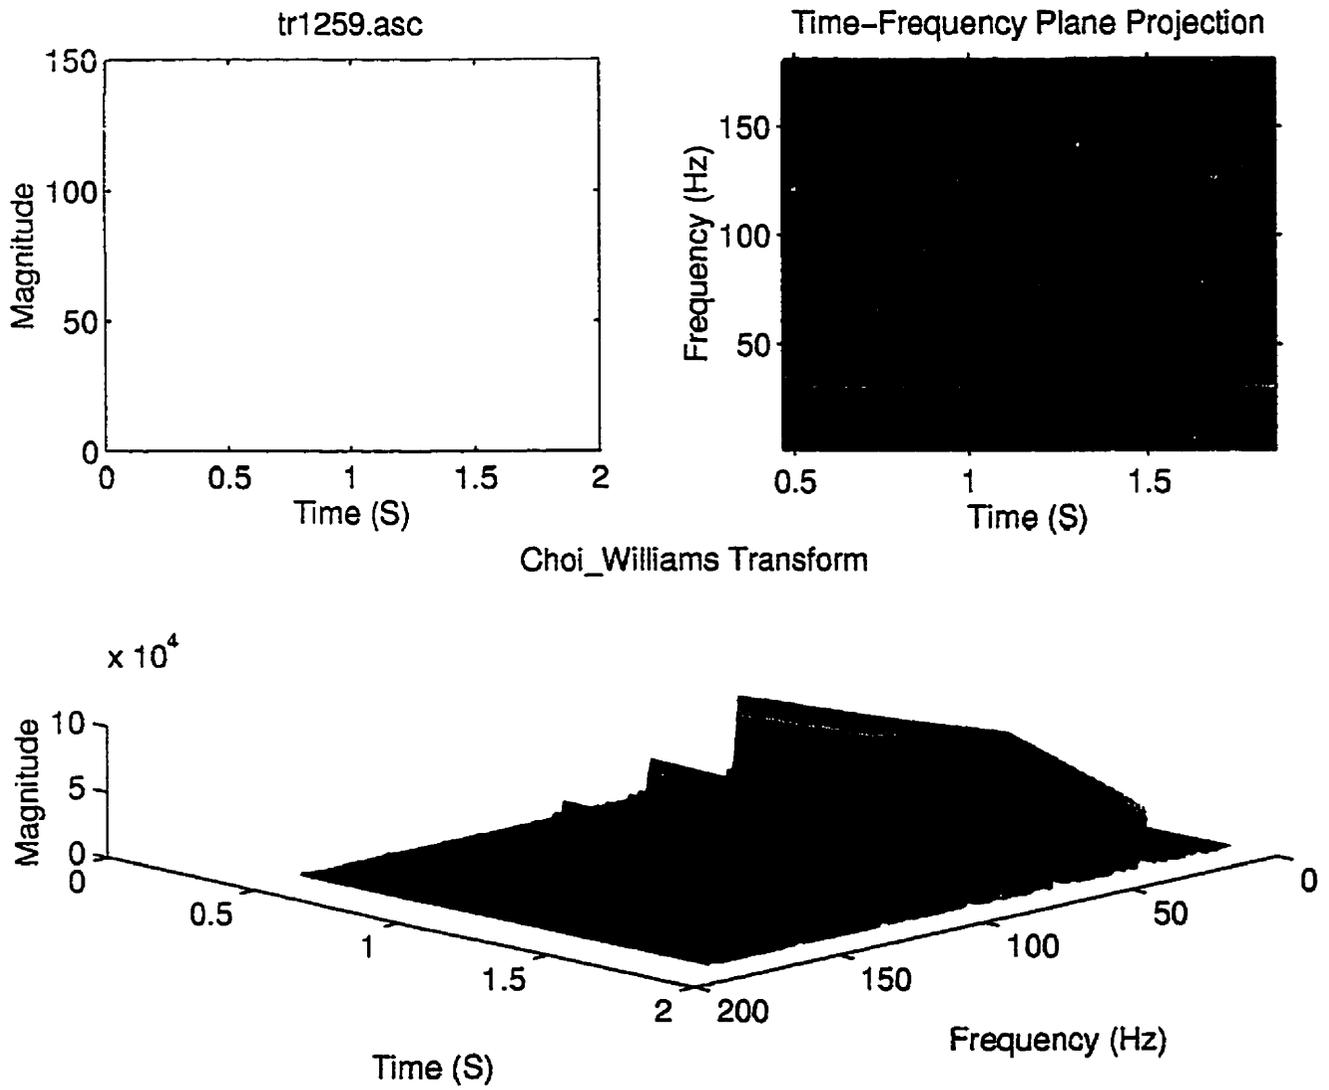 tr1259.asc
150
100
50
0
Magnitude
0 0.5 1 1.5 2
Time (S)
Time-Frequency Plane Projection
150
100
50
Frequency (Hz)
0.5 1 1.5
Time (S)
Choi_Williams Transform
x 10^4
10
5
0
Magnitude
0
0.5
1
1.5
2
Time (S)
200
150
100
50
0
Frequency (Hz)